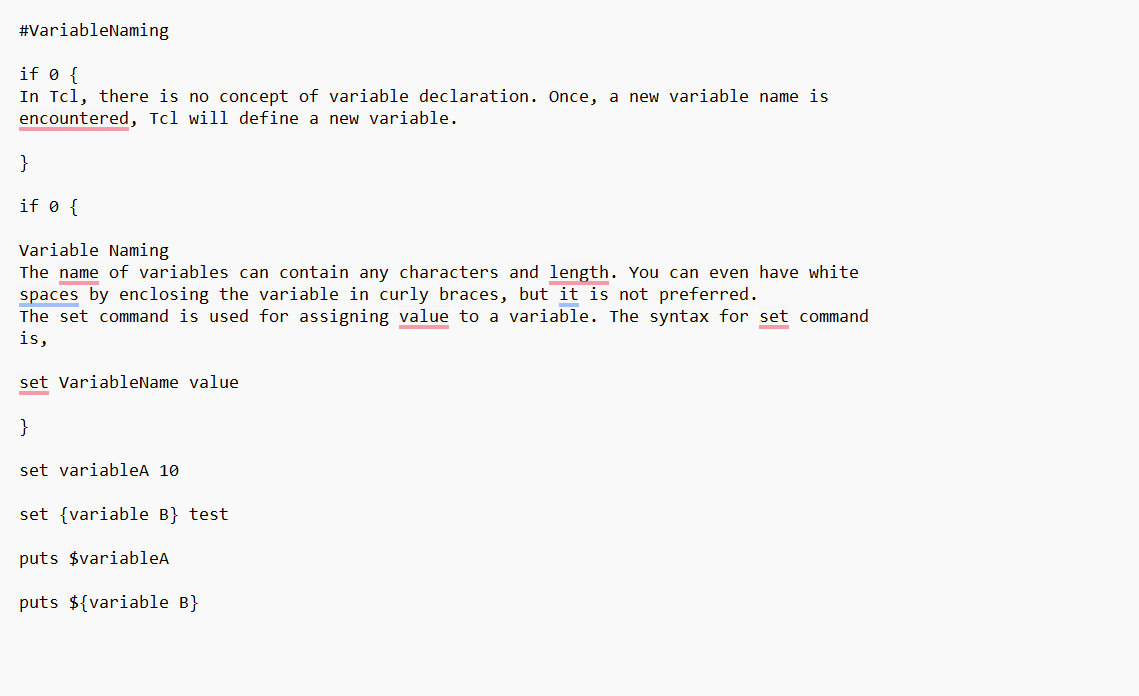 #VariableNaming
if 0 {
In Tcl, there is no concept of variable declaration. Once, a new variable name is
encountered, Tcl will define a new variable.
}
if 0 {
Variable Naming
The name of variables can contain any characters and length. You can even have white
spaces by enclosing the variable in curly braces, but it is not preferred.
The set command is used for assigning value to a variable. The syntax for set command
is,
set VariableName value
}
set variableA 10
set {variable B} test
puts $variableA
puts ${variable B}